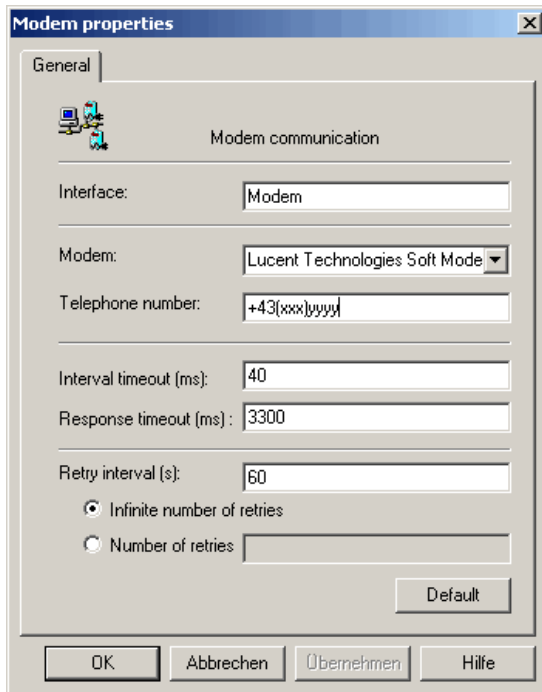 Modem properties
General
Modem communication
Interface: Modem
Modem: Lucent Technologies Soft Mode
Telephone number: +43(xxx)yyyy
Interval timeout (ms): 40
Response timeout (ms) : 3300
Retry interval (s): 60
Infinite number of retries
Number of retries
Default
OK Abbrechen Übernehmen Hilfe